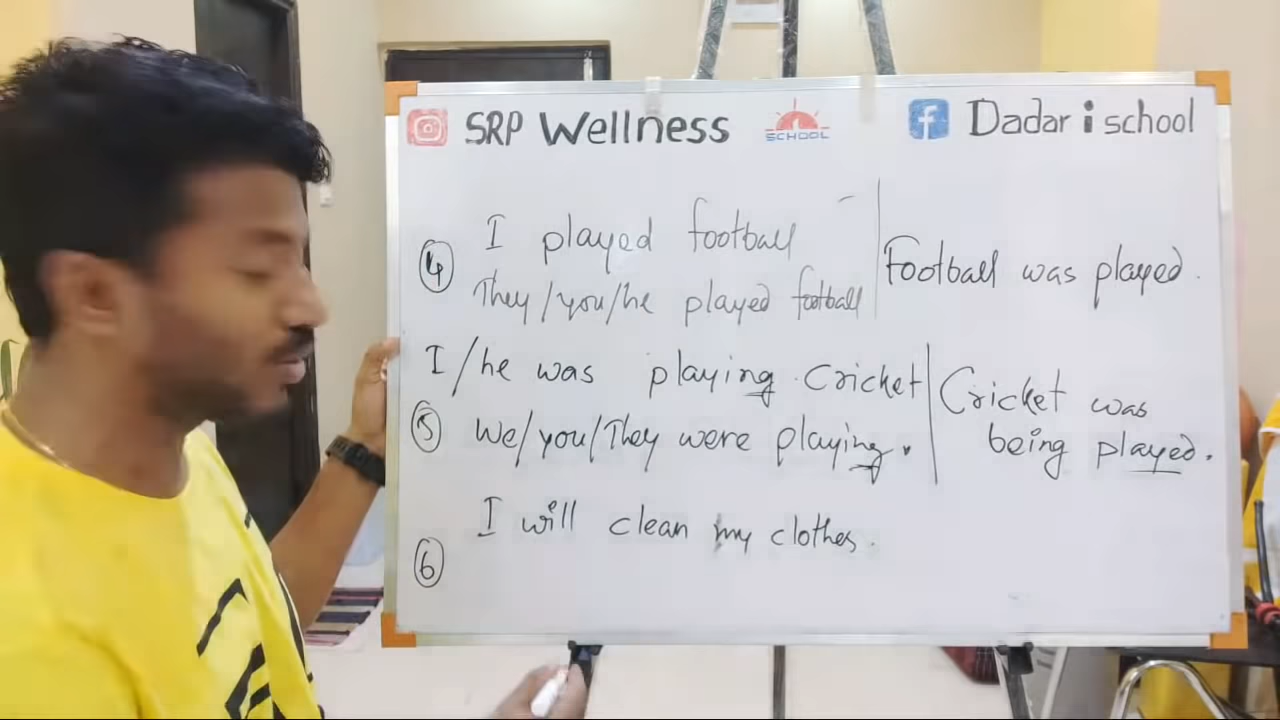 SRP Wellness
SCHOOL
Dadar i school
④ I played football
They/you/he played football
Football was played.
I/he was playing Cricket
⑤ We/you/They were playing.
Cricket was
being played.
I will clean my clothes.
⑥